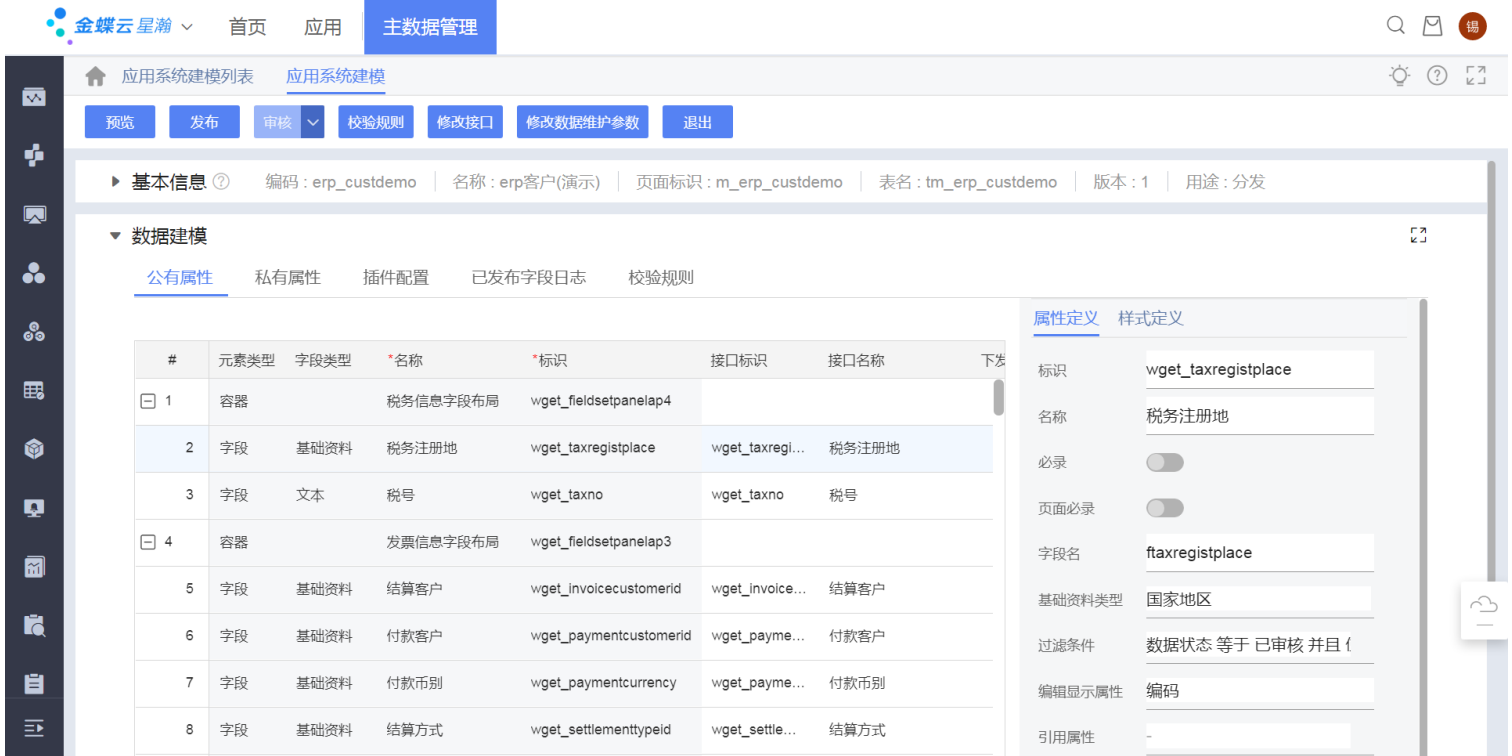 金蝶云 星瀚 首页 应用 主数据管理 锡
应用系统建模列表 应用系统建模
预览 发布 审核 校验规则 修改接口 修改数据维护参数 退出
基本信息 ? 编码 : erp_custdemo 名称 : erp客户(演示) 页面标识 : m_erp_custdemo 表名 : tm_erp_custdemo 版本 : 1 用途 : 分发
数据建模
公有属性 私有属性 插件配置 已发布字段日志 校验规则
属性定义 样式定义
# 元素类型 字段类型 *名称 *标识 接口标识 接口名称 下发
1 容器 税务信息字段布局 wget_fieldsetpanelap4
2 字段 基础资料 税务注册地 wget_taxregistplace wget_taxregi... 税务注册地
3 字段 文本 税号 wget_taxno wget_taxno 税号
4 容器 发票信息字段布局 wget_fieldsetpanelap3
5 字段 基础资料 结算客户 wget_invoicecustomerid wget_invoice... 结算客户
6 字段 基础资料 付款客户 wget_paymentcustomerid wget_payme... 付款客户
7 字段 基础资料 付款币别 wget_paymentcurrency wget_payme... 付款币别
8 字段 基础资料 结算方式 wget_settlementtypeid wget_settle... 结算方式
标识 wget_taxregistplace
名称 税务注册地
必录
页面必录
字段名 ftaxregistplace
基础资料类型 国家地区
过滤条件 数据状态 等于 已审核 并且
编辑显示属性 编码
引用属性 -